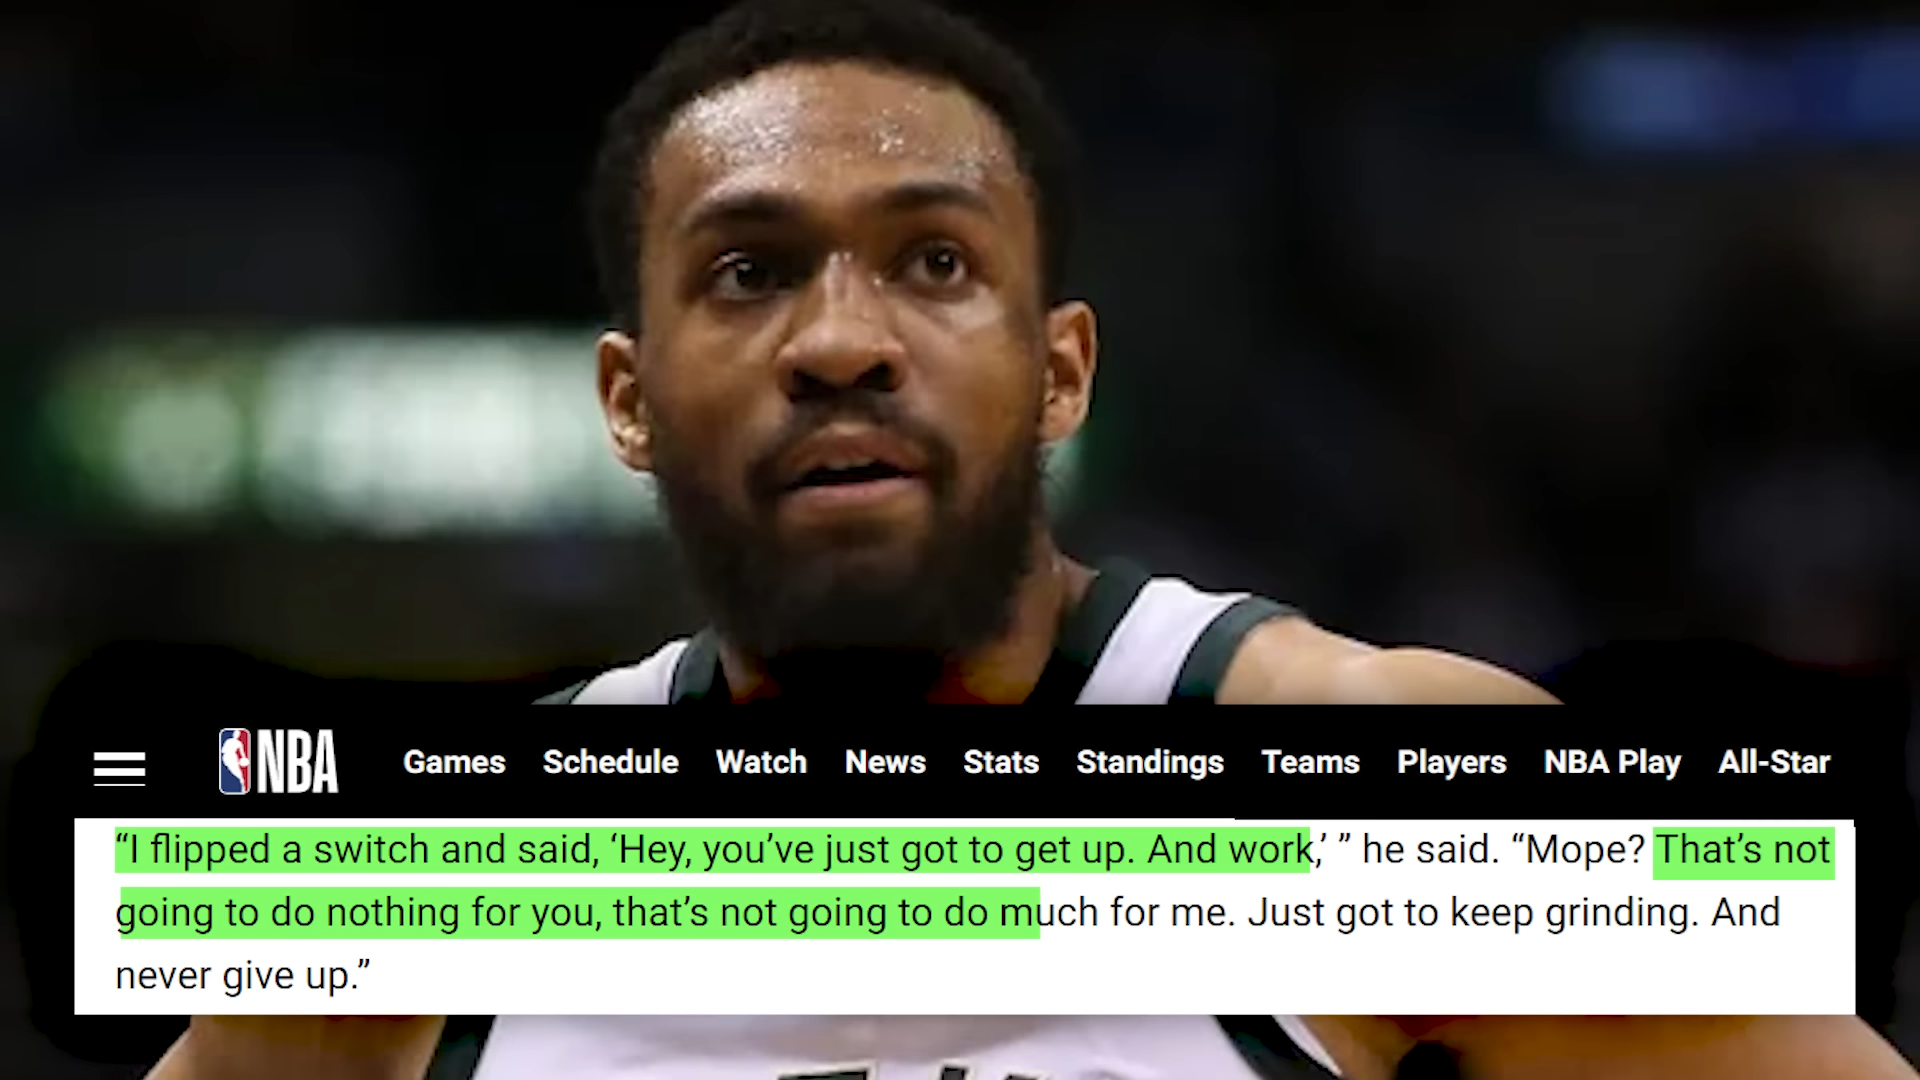 NBA Games Schedule Watch News Stats Standings Teams Players NBA Play All-Star
“I flipped a switch and said, ‘Hey, you’ve just got to get up. And work,’ ” he said. “Mope? That’s not
going to do nothing for you, that’s not going to do much for me. Just got to keep grinding. And
never give up.”